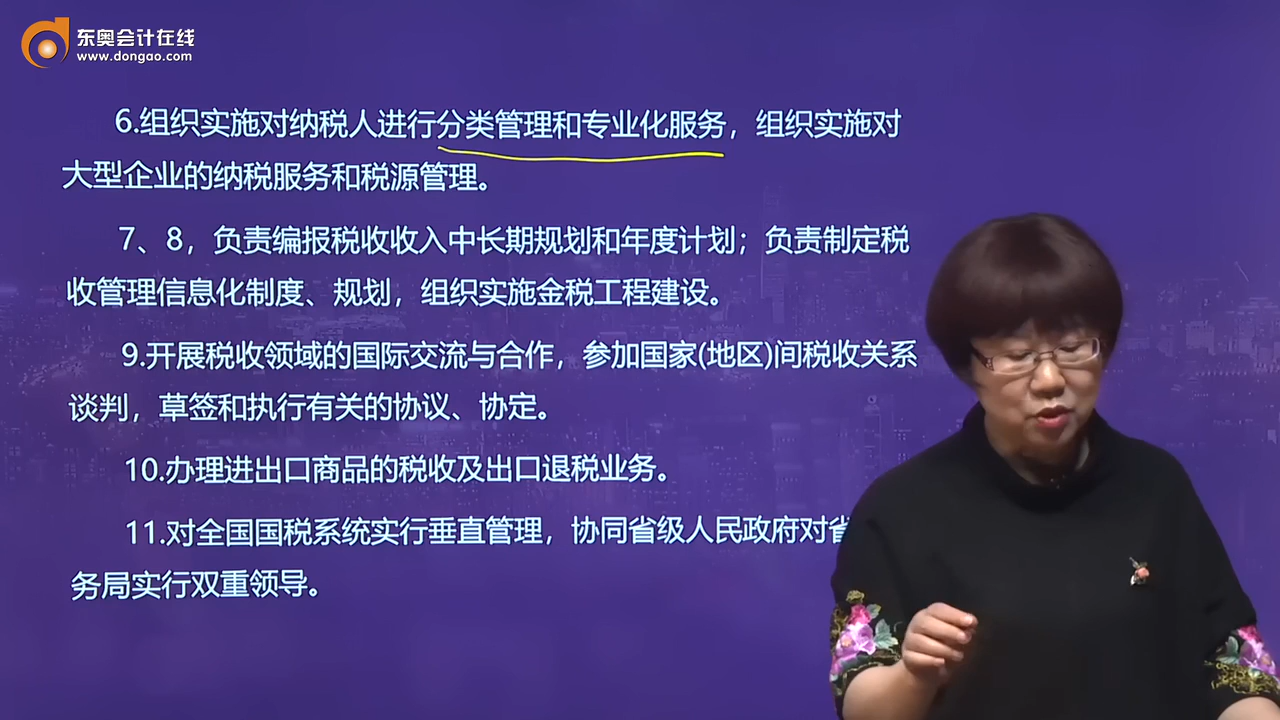 东奥会计在线
www.dongao.com
6.组织实施对纳税人进行分类管理和专业化服务，组织实施对
大型企业的纳税服务和税源管理。
7、8，负责编报税收收入中长期规划和年度计划；负责制定税
收管理信息化制度、规划，组织实施金税工程建设。
9.开展税收领域的国际交流与合作，参加国家(地区)间税收关系
谈判，草签和执行有关的协议、协定。
10.办理进出口商品的税收及出口退税业务。
11.对全国国税系统实行垂直管理，协同省级人民政府对省
务局实行双重领导。